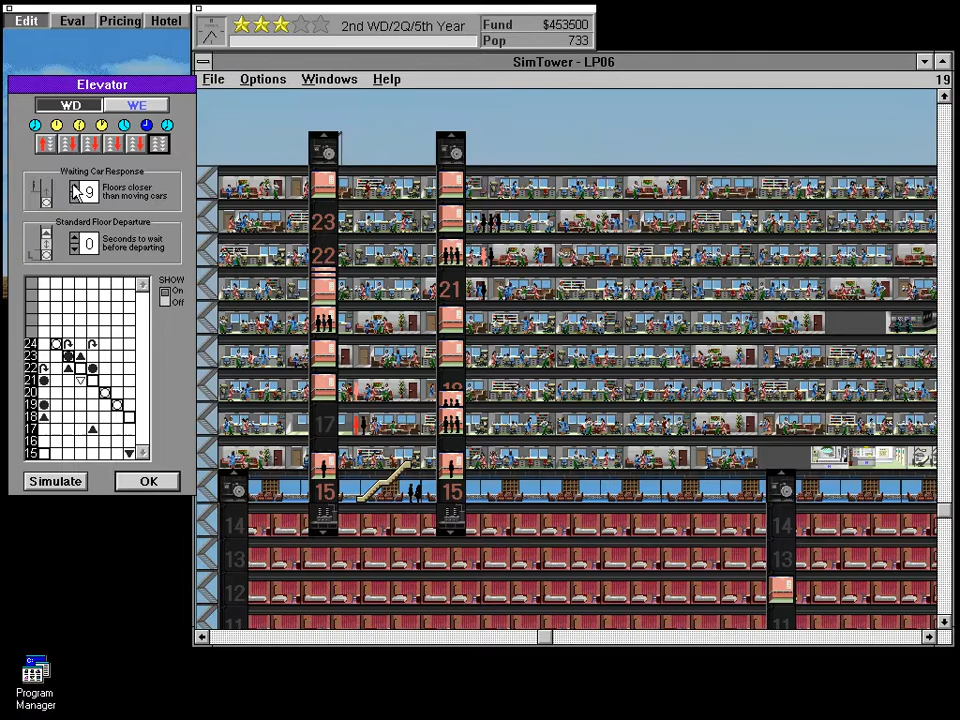 Edit Eval Pricing Hotel
2nd WD/2Q/5th Year
Fund $453500
Pop 733
SimTower - LP06
File Options Windows Help
19
Elevator
WD WE
Waiting Car Response
9 Floors closer than moving cars
Standard Floor Departure
0 Seconds to wait before departing
SHOW
On
Off
24
23
22
21
20
19
18
17
16
15
Simulate OK
23
22
21
17
15 15
14 14
13 13
12
Program
Manager